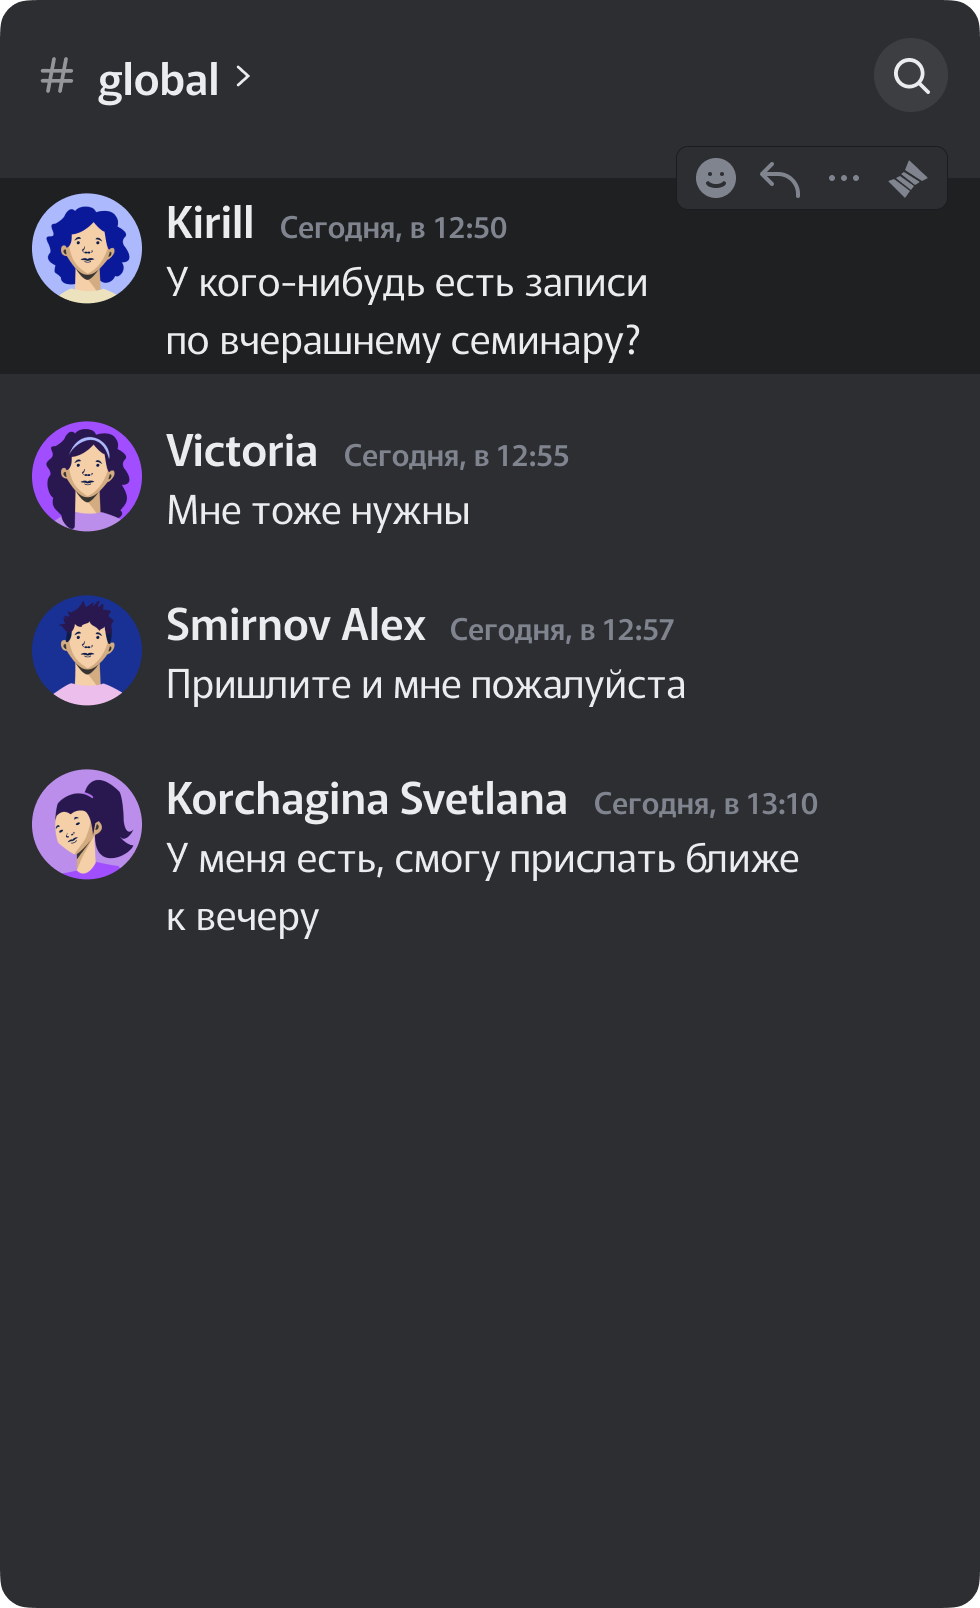 # global >
Kirill Сегодня, в 12:50
У кого-нибудь есть записи
по вчерашнему семинару?
Victoria Сегодня, в 12:55
Мне тоже нужны
Smirnov Alex Сегодня, в 12:57
Пришлите и мне пожалуйста
Korchagina Svetlana Сегодня, в 13:10
У меня есть, смогу прислать ближе
к вечеру